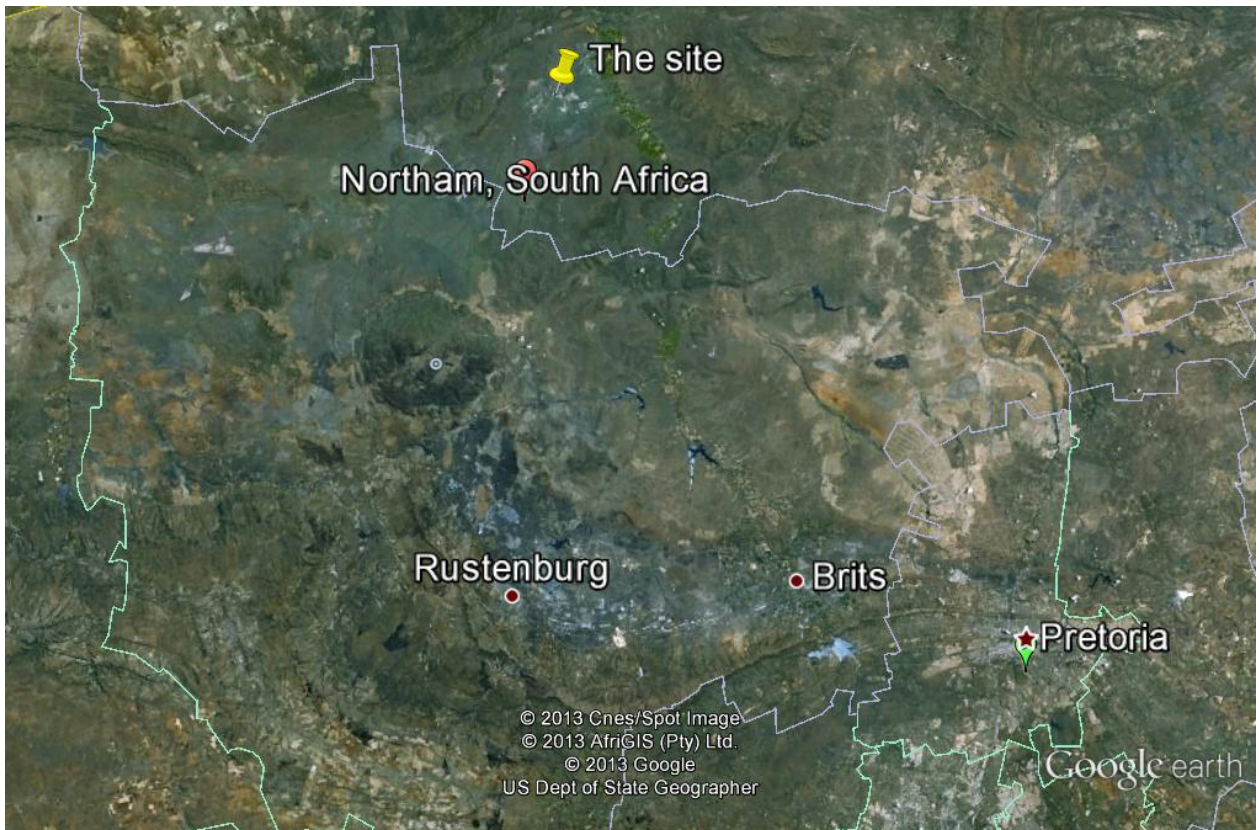 The site
Northam, South Africa
Rustenburg
Brits
Pretoria
© 2013 Cnes/Spot Image
© 2013 AfriGIS (Pty) Ltd.
© 2013 Google
US Dept of State Geographer
Google earth